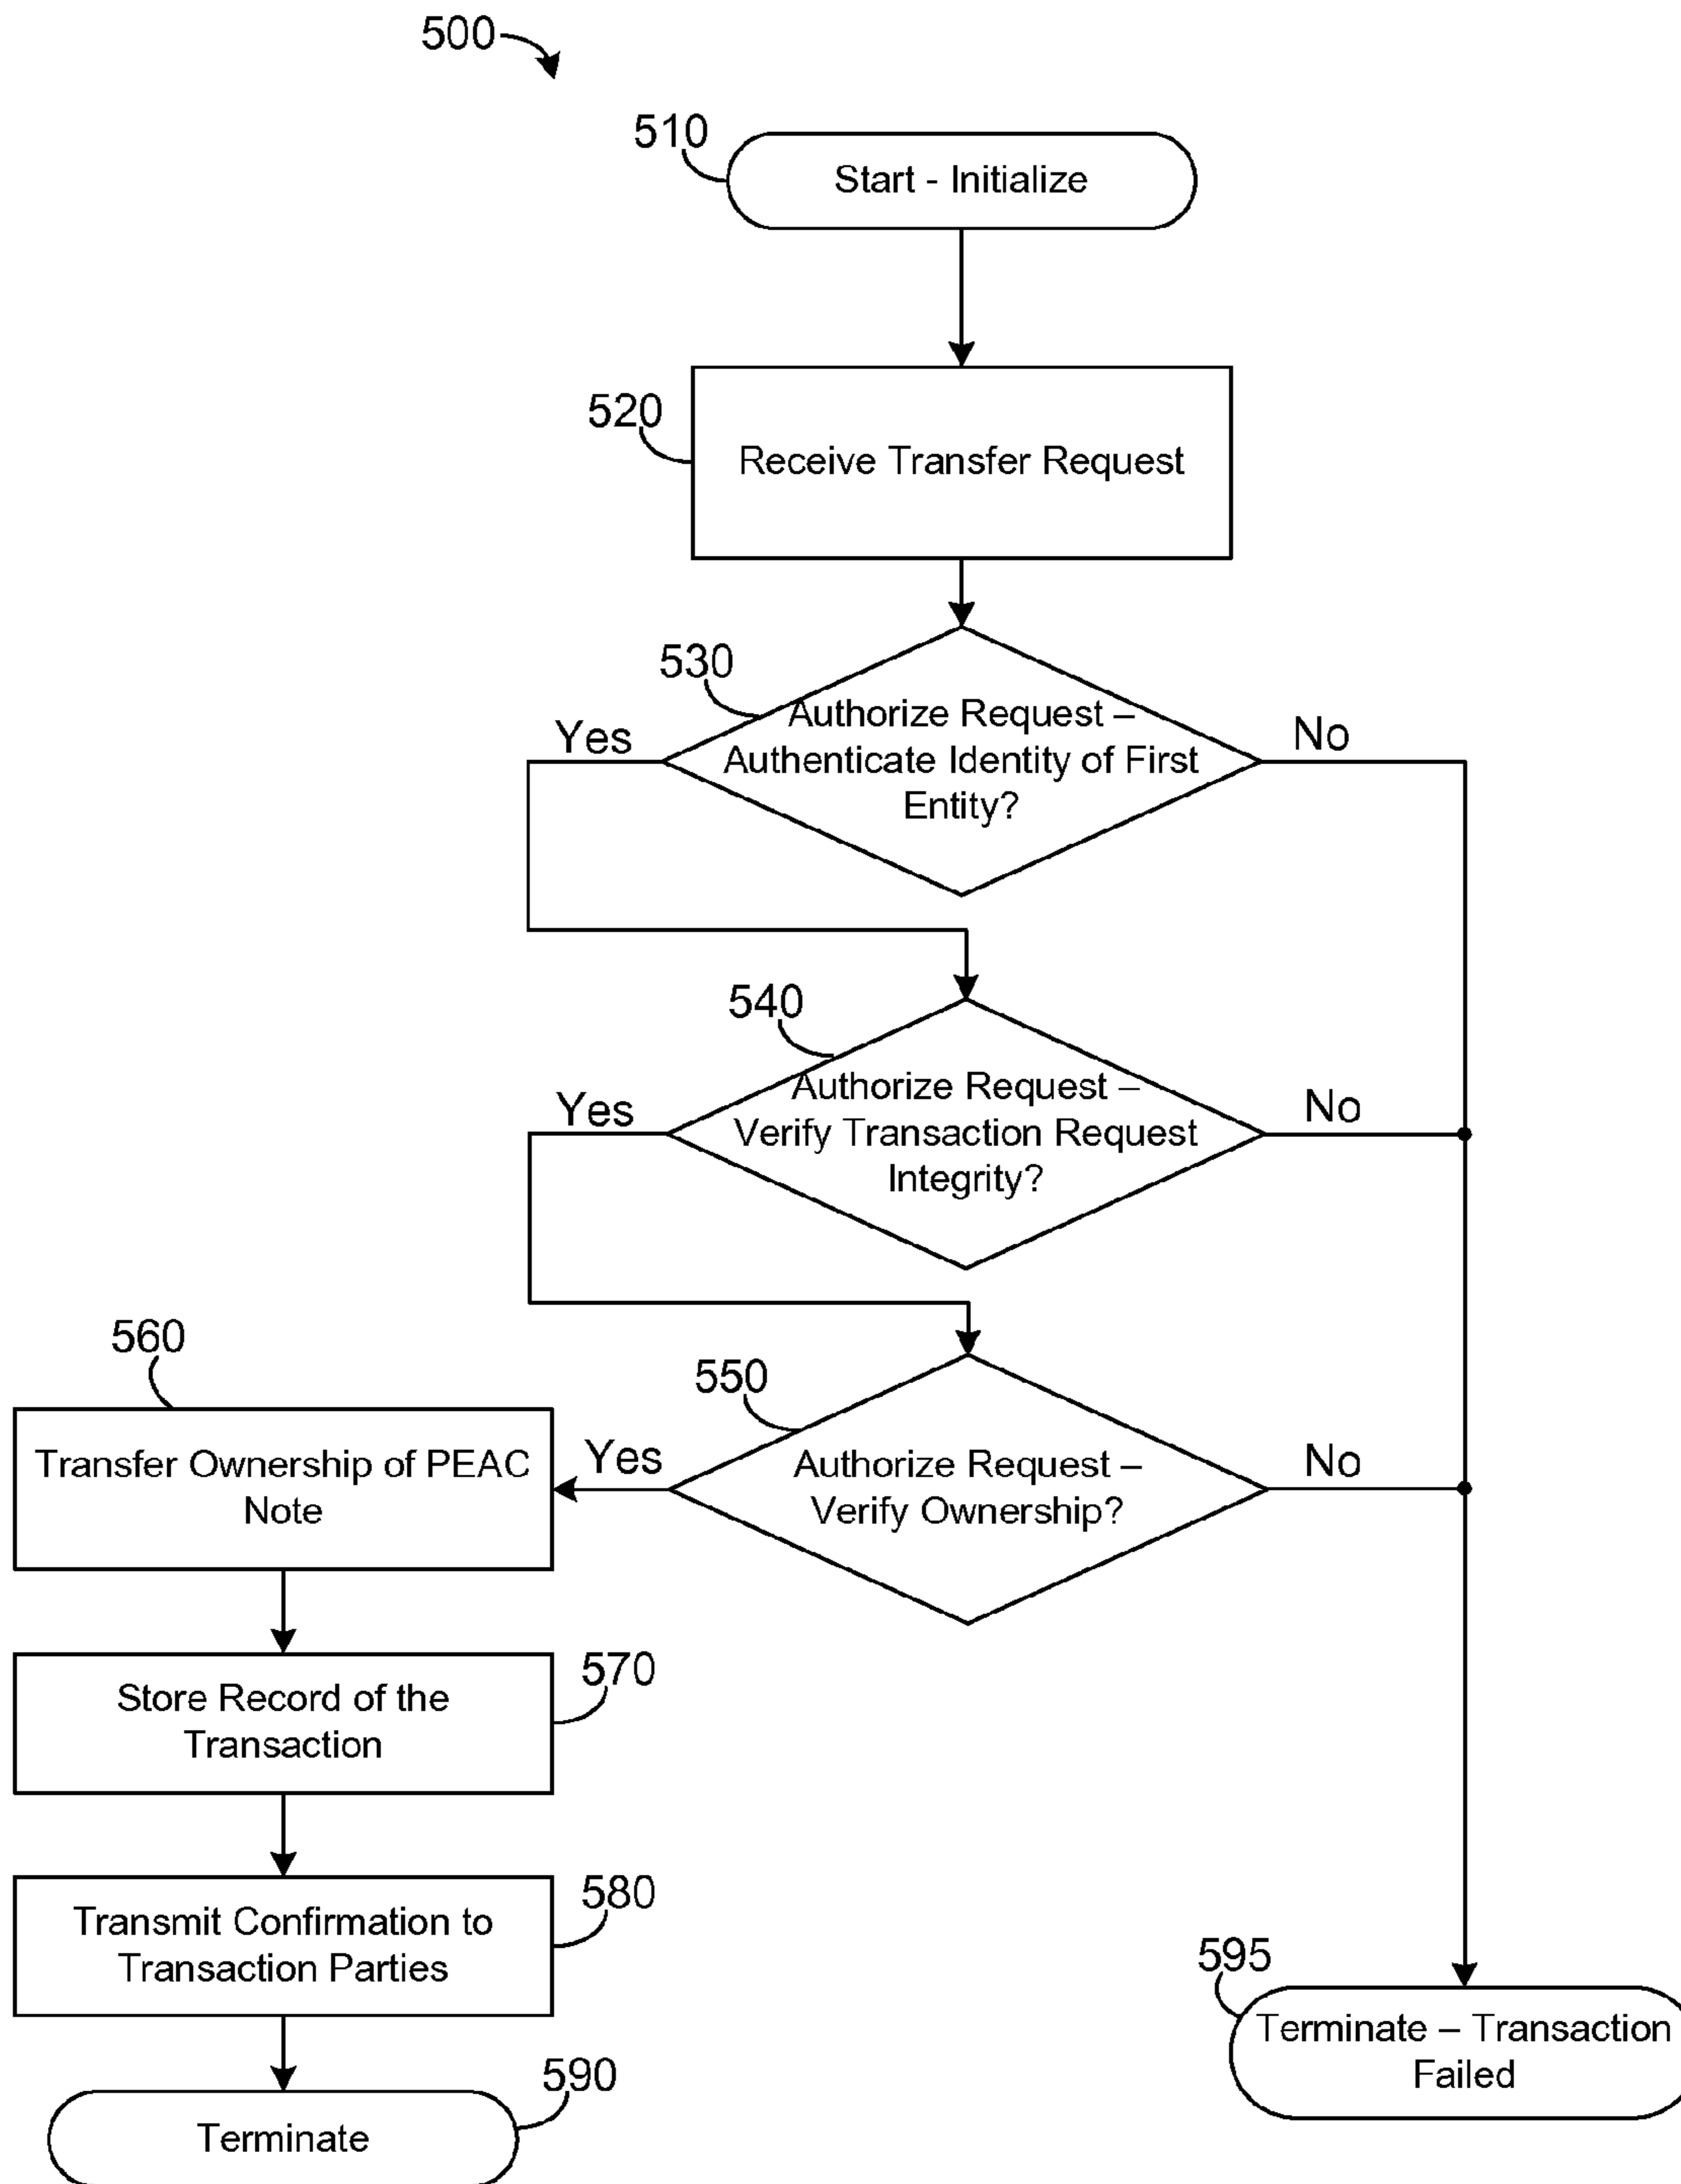 500
510
Start - Initialize
520
Receive Transfer Request
530
Authorize Request –
Authenticate Identity of First
Entity?
Yes
No
540
Authorize Request –
Verify Transaction Request
Integrity?
Yes
No
560
550
Transfer Ownership of PEAC
Note
Yes
Authorize Request –
Verify Ownership?
No
570
Store Record of the
Transaction
580
Transmit Confirmation to
Transaction Parties
595
Terminate – Transaction
Failed
590
Terminate